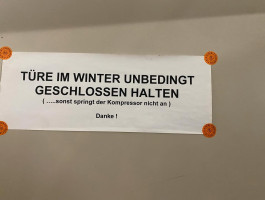 TÜRE IM WINTER UNBEDINGT
GESCHLOSSEN HALTEN
( .....sonst springt der Kompressor nicht an )
Danke !